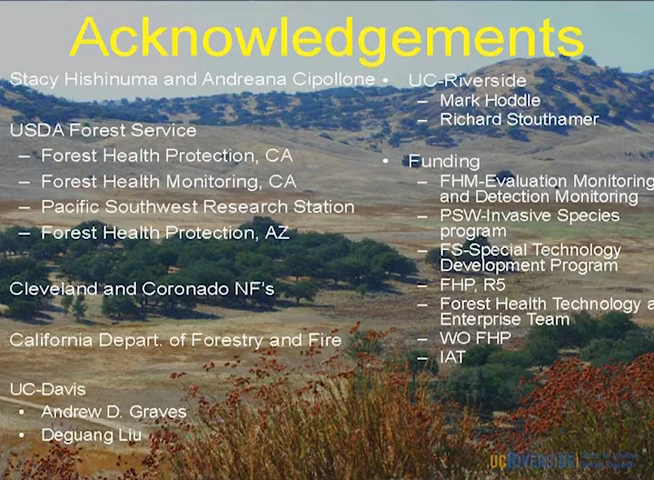 Acknowledgements
Stacy Hishinuma and Andreana Cipollone
USDA Forest Service
– Forest Health Protection, CA
– Forest Health Monitoring, CA
– Pacific Southwest Research Station
– Forest Health Protection, AZ
Cleveland and Coronado NF's
California Depart. of Forestry and Fire
UC-Davis
• Andrew D. Graves
• Deguang Liu
• UC-Riverside
– Mark Hoddle
– Richard Stouthamer
• Funding
– FHM-Evaluation Monitoring
and Detection Monitoring
– PSW-Invasive Species
program
– FS-Special Technology
Development Program
– FHP, R5
– Forest Health Technology a
Enterprise Team
– WO FHP
– IAT
UCRIVERSIDE